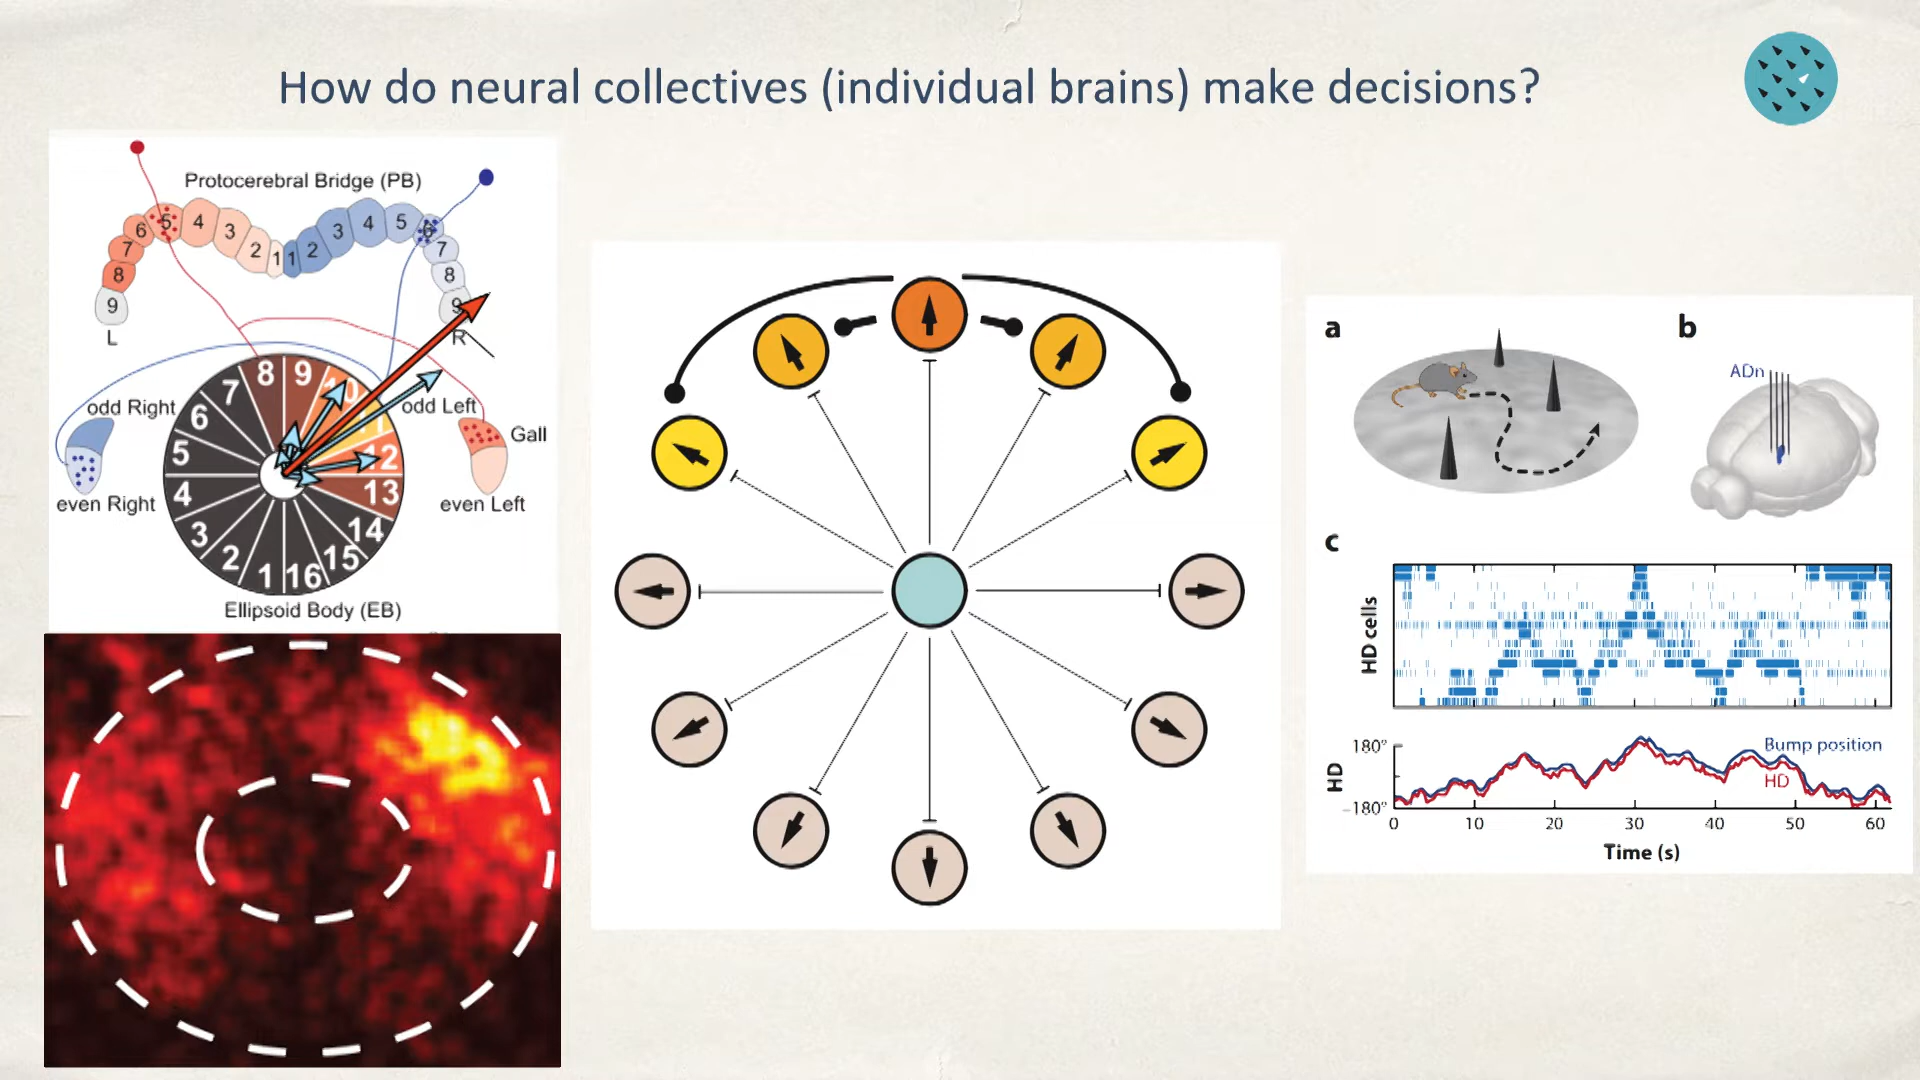 How do neural collectives (individual brains) make decisions?
Protocerebral Bridge (PB)
9 8 7 6 5 4 3 2 1 1 2 3 4 5 6 7 8 9
L R
odd Right
even Right
odd Left
Gall
even Left
1 2 3 4 5 6 7 8 9 10 11 12 13 14 15 16
Ellipsoid Body (EB)
a
b
ADn
c
HD cells
HD
180°
-180°
Bump position
HD
0 10 20 30 40 50 60
Time (s)